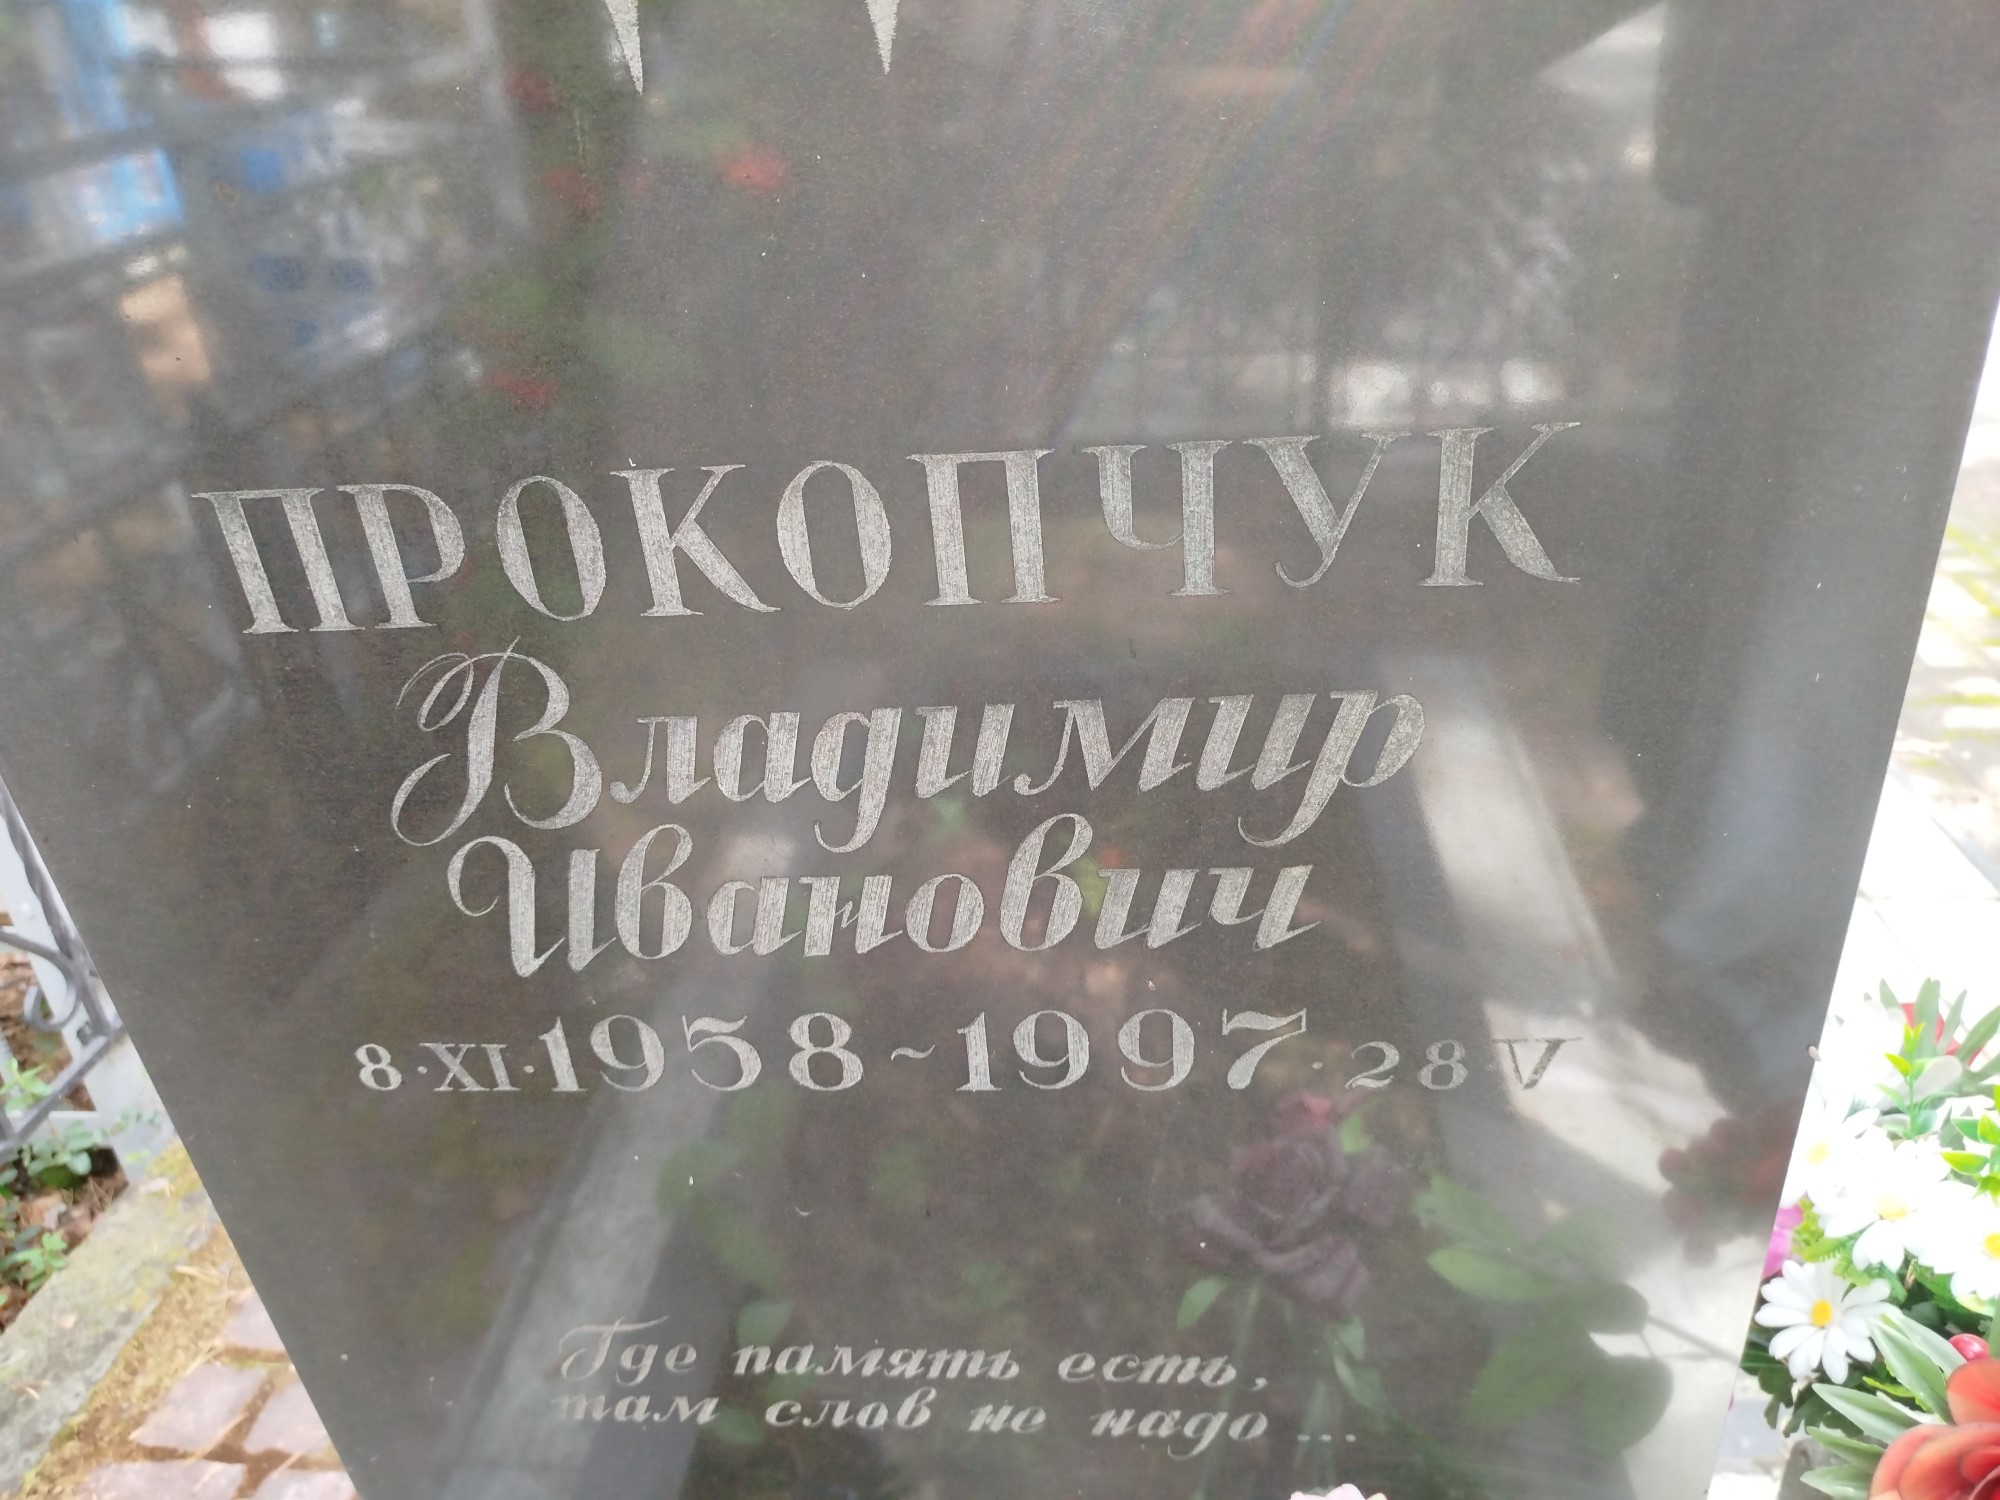 ПРОКОПЧУК
Владимир
Иванович
8·XI·1958~1997·28·V
Где память есть,
там слов не надо...